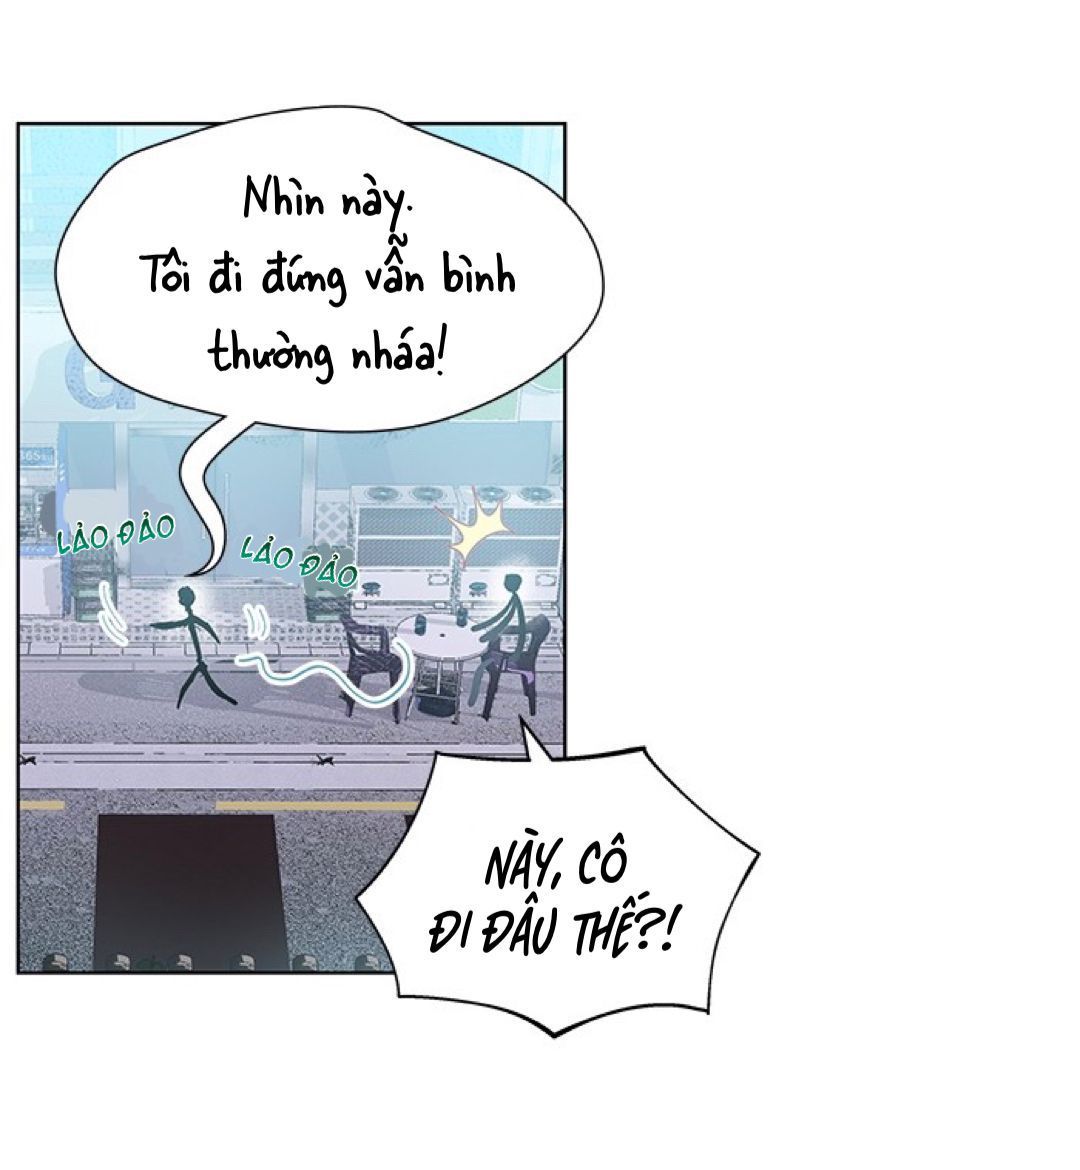 Nhìn này.
Tôi đi đứng vẫn bình
thường nháa!
LẢO ĐẢO
LẢO ĐẢO
NÀY, CÔ
ĐI ĐÂU THẾ?!